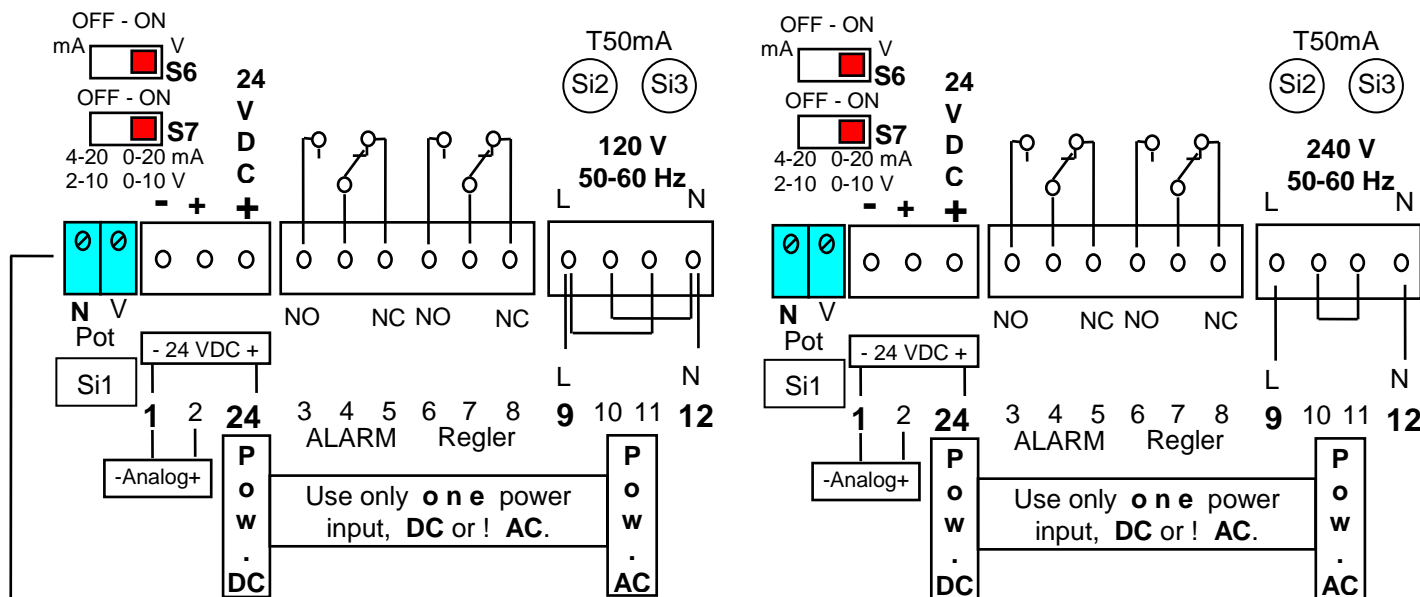 OFF - ON
mA V
S6
OFF - ON
S7
4-20 0-20 mA
2-10 0-10 V
- + +
24
V
D
C
T50mA
Si2 Si3
120 V
50-60 Hz
L N
N V
Pot
Si1
NO NC NO NC
- 24 VDC +
L N
1 2 24 3 4 5 6 7 8 9 10 11 12
ALARM Regler
-Analog+
P
o
w
.
DC
Use only o n e power
input, DC or ! AC.
P
o
w
.
AC
OFF - ON
mA V
S6
OFF - ON
S7
4-20 0-20 mA
2-10 0-10 V
- + +
24
V
D
C
T50mA
Si2 Si3
240 V
50-60 Hz
L N
N V
Pot
Si1
NO NC NO NC
- 24 VDC +
L N
1 2 24 3 4 5 6 7 8 9 10 11 12
ALARM Regler
-Analog+
P
o
w
.
DC
Use only o n e power
input, DC or ! AC.
P
o
w
.
AC